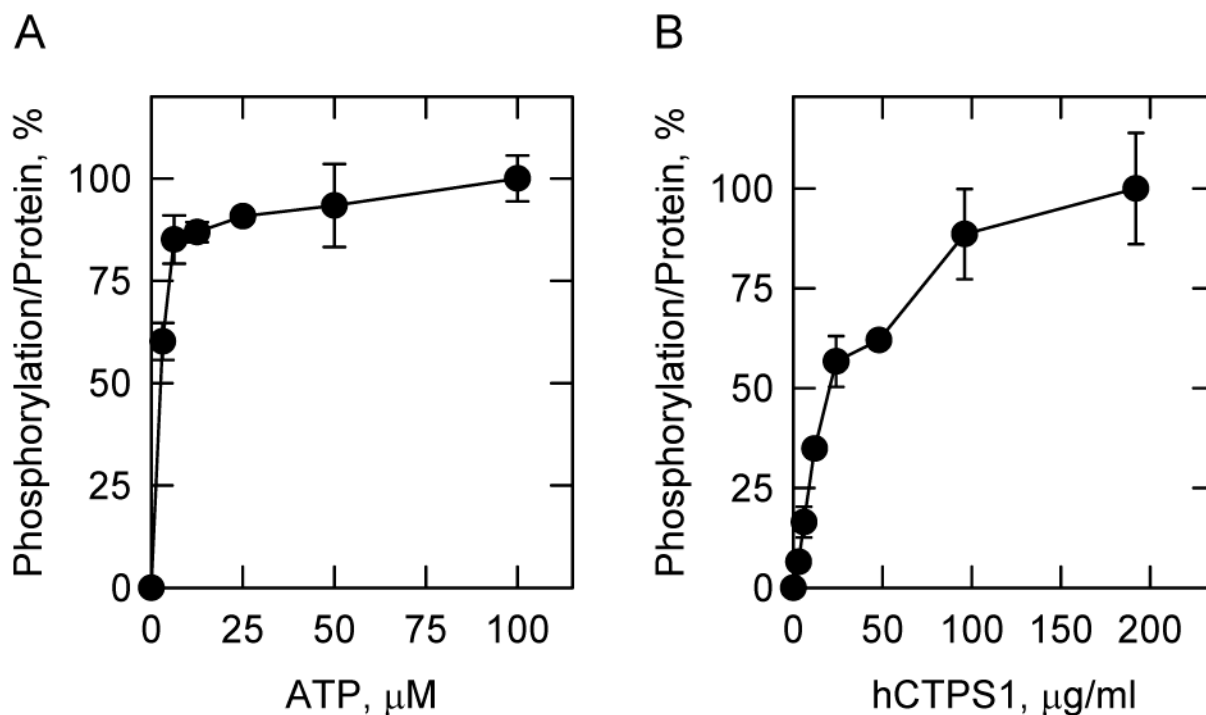 A
Phosphorylation/Protein, %
100
75
50
25
0
0 25 50 75 100
ATP, μM
B
Phosphorylation/Protein, %
100
75
50
25
0
0 50 100 150 200
hCTPS1, μg/ml